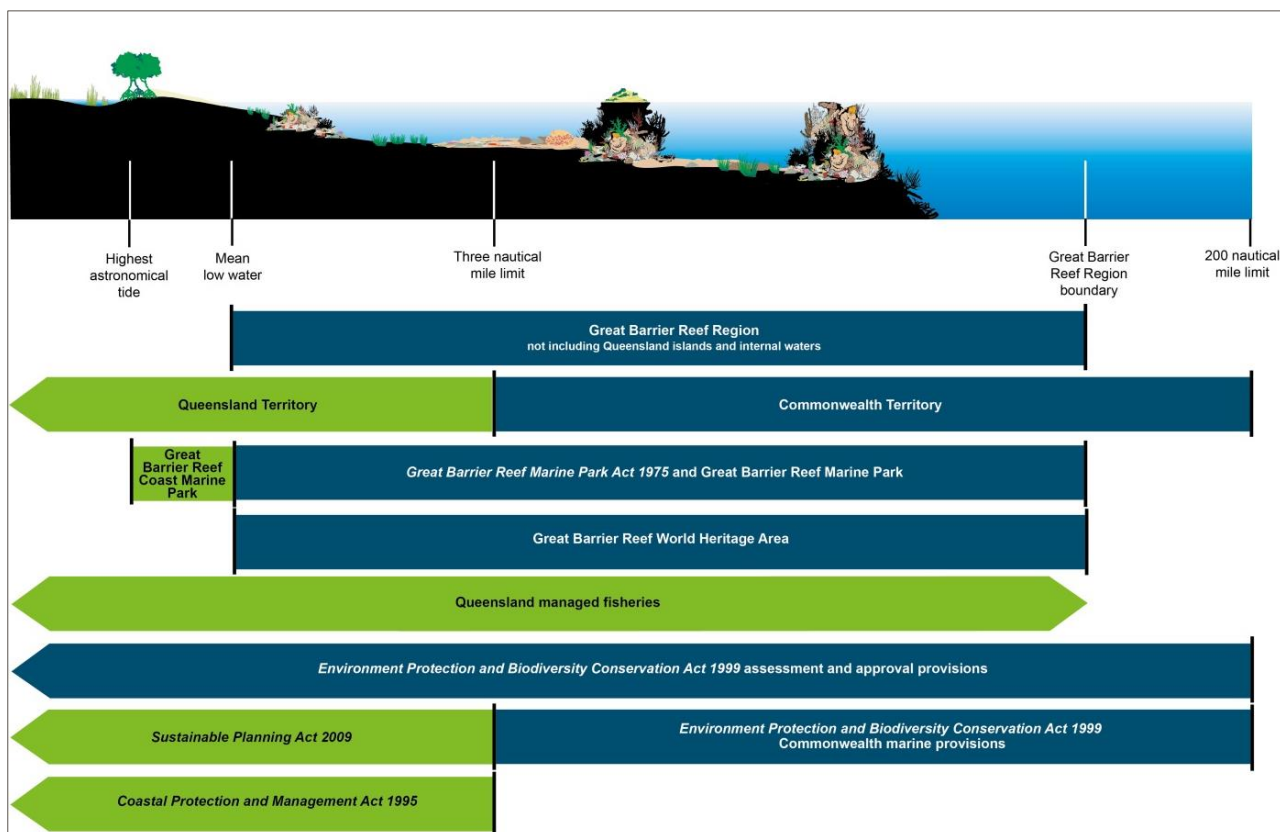 Highest
astronomical
tide
Mean
low water
Three nautical
mile limit
Great Barrier
Reef Region
boundary
200 nautical
mile limit
Great Barrier Reef Region
not including Queensland islands and internal waters
Queensland Territory
Commonwealth Territory
Great
Barrier Reef
Coast Marine
Park
Great Barrier Reef Marine Park Act 1975 and Great Barrier Reef Marine Park
Great Barrier Reef World Heritage Area
Queensland managed fisheries
Environment Protection and Biodiversity Conservation Act 1999 assessment and approval provisions
Sustainable Planning Act 2009
Environment Protection and Biodiversity Conservation Act 1999
Commonwealth marine provisions
Coastal Protection and Management Act 1995